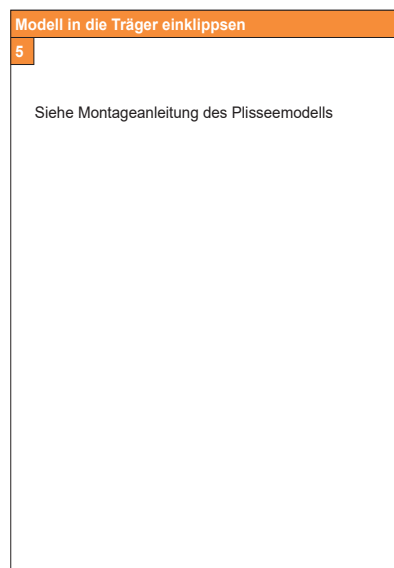 Modell in die Träger einklippsen
5
Siehe Montageanleitung des Plisseemodells